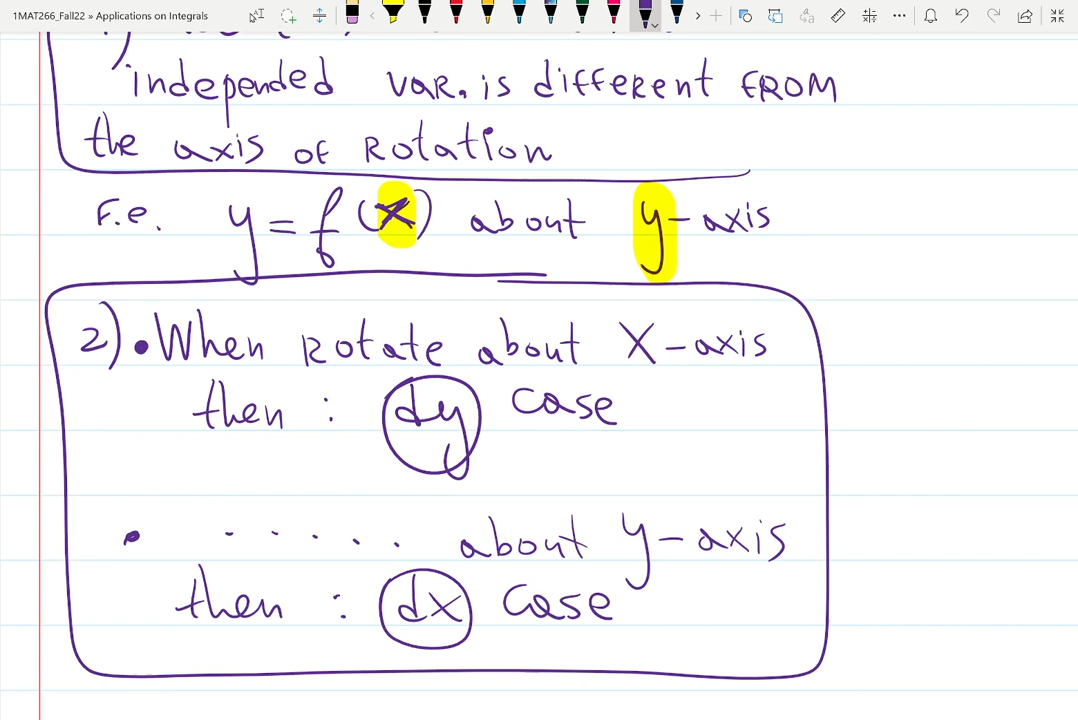 1MAT266_Fall22 » Applications on Integrals
independed var. is different from
the axis of rotation
F.e. y = f(x) about y-axis
2) • When Rotate about X-axis
then : dy case
• ...... about y-axis
then : dx case